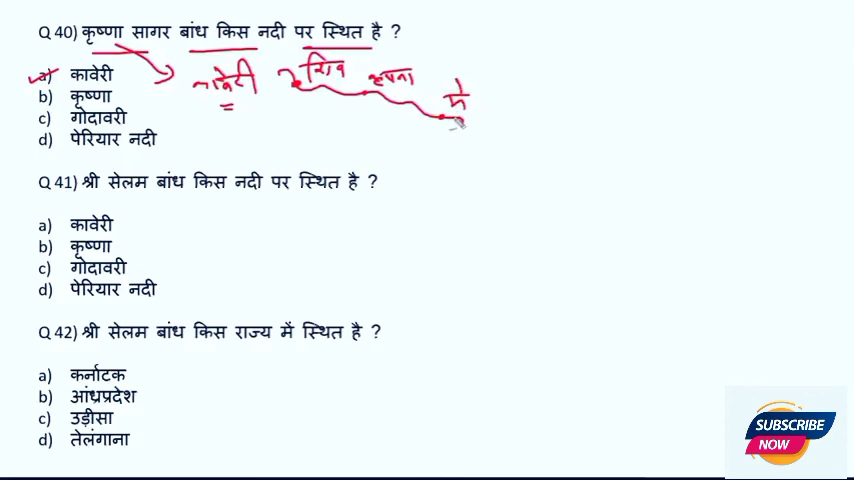 Q 40) कृष्णा सागर बांध किस नदी पर स्थित है ?
a) कावेरी
b) कृष्णा
c) गोदावरी
d) पेरियार नदी
कावेरी
शिव
में
Q 41) श्री सेलम बांध किस नदी पर स्थित है ?
a) कावेरी
b) कृष्णा
c) गोदावरी
d) पेरियार नदी
Q 42) श्री सेलम बांध किस राज्य में स्थित है ?
a) कर्नाटक
b) आंध्रप्रदेश
c) उड़ीसा
d) तेलंगाना
SUBSCRIBE
NOW